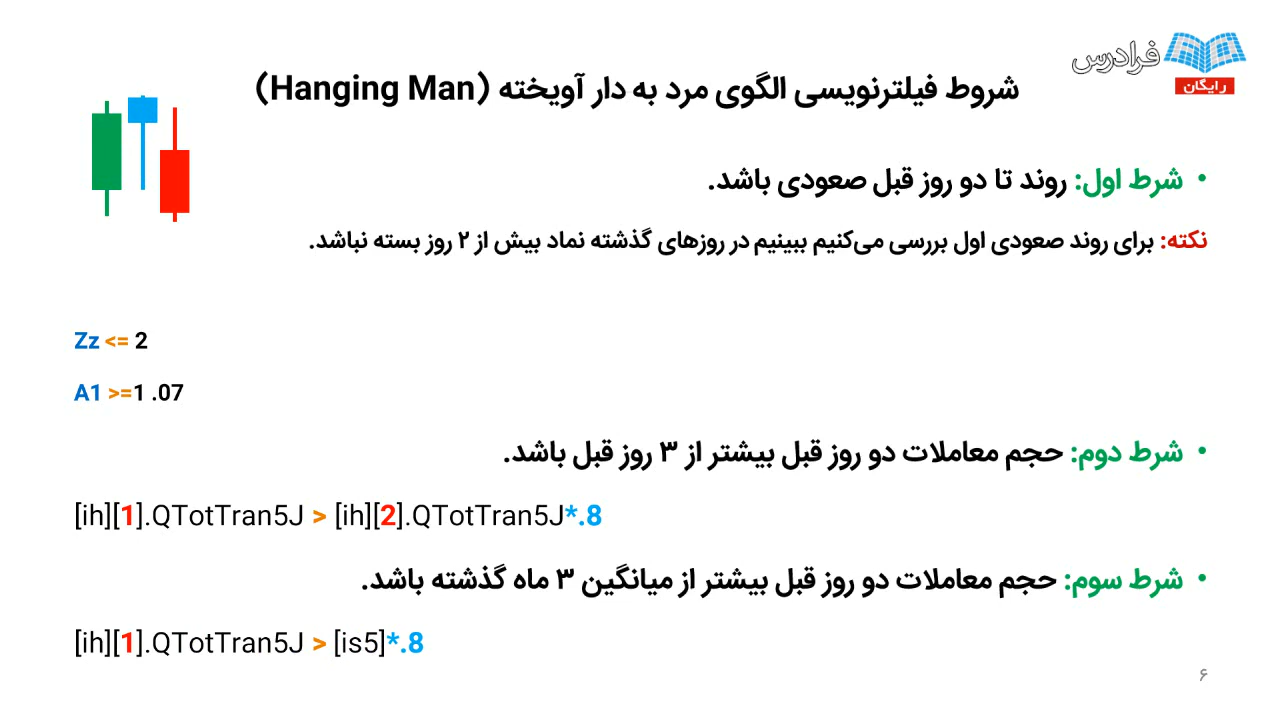 فرادرس
رایگان
شروط فیلترنویسی الگوی مرد به دار آویخته (Hanging Man)
• شرط اول: روند تا دو روز قبل صعودی باشد.
نکته: برای روند صعودی اول بررسی می‌کنیم ببینیم در روزهای گذشته نماد بیش از ۲ روز بسته نباشد.
Zz <= 2
A1 >=1 .07
• شرط دوم: حجم معاملات دو روز قبل بیشتر از ۳ روز قبل باشد.
[ih][1].QTotTran5J > [ih][2].QTotTran5J*.8
• شرط سوم: حجم معاملات دو روز قبل بیشتر از میانگین ۳ ماه گذشته باشد.
[ih][1].QTotTran5J > [is5]*.8
۶